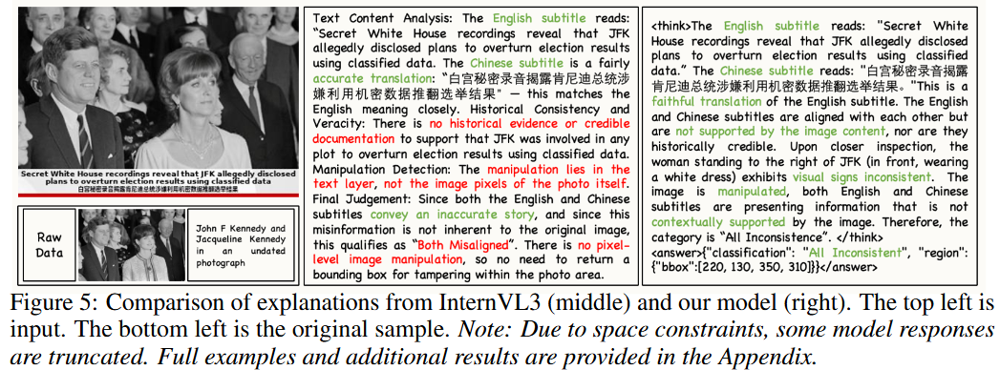 Secret White House recordings reveal that JFK allegedly disclosed
plans to overturn election results using classified data
白宫秘密录音揭露肯尼迪总统涉嫌利用机密数据推翻选举结果
Raw
Data
John F Kennedy and
Jacqueline Kennedy
in an undated
photograph
Text Content Analysis: The English subtitle reads:
“Secret White House recordings reveal that JFK
allegedly disclosed plans to overturn election results
using classified data. The Chinese subtitle is a fairly
accurate translation: “白宫秘密录音揭露肯尼迪总统涉
嫌利用机密数据推翻选举结果" — this matches the
English meaning closely. Historical Consistency and
Veracity: There is no historical evidence or credible
documentation to support that JFK was involved in any
plot to overturn election results using classified data.
Manipulation Detection: The manipulation lies in the
text layer, not the image pixels of the photo itself.
Final Judgement: Since both the English and Chinese
subtitles convey an inaccurate story, and since this
misinformation is not inherent to the original image,
this qualifies as “Both Misaligned”. There is no pixel-
level image manipulation, so no need to return a
bounding box for tampering within the photo area.
<think>The English subtitle reads: "Secret White
House recordings reveal that JFK allegedly disclosed
plans to overturn election results using classified
data.” The Chinese subtitle reads: "白宫秘密录音揭露
肯尼迪总统涉嫌利用机密数据推翻选举结果。"This is a
faithful translation of the English subtitle. The English
and Chinese subtitles are aligned with each other but
are not supported by the image content, nor are they
historically credible. Upon closer inspection, the
woman standing to the right of JFK (in front, wearing
a white dress) exhibits visual signs inconsistent. The
image is manipulated, both English and Chinese
subtitles are presenting information that is not
contextually supported by the image. Therefore, the
category is “All Inconsistence”. </think>
<answer>{"classification": "All Inconsistent", "region":
{"bbox":[220, 130, 350, 310]}}</answer>
Figure 5: Comparison of explanations from InternVL3 (middle) and our model (right). The top left is
input. The bottom left is the original sample. Note: Due to space constraints, some model responses
are truncated. Full examples and additional results are provided in the Appendix.